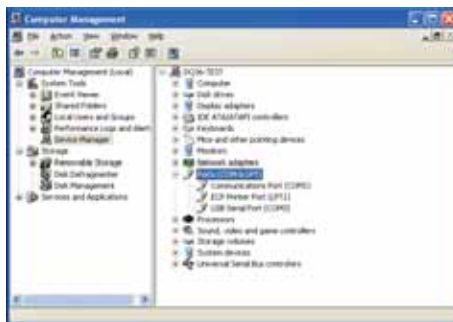 Computer Management
File Action View Window Help
Computer Management (Local)
System Tools
Event Viewer
Shared Folders
Local Users and Groups
Performance Logs and Alert
Device Manager
Storage
Removable Storage
Disk Defragmenter
Disk Management
Services and Applications
Computer
Disk drives
Display adapters
IDE ATA/ATAPI controllers
Keyboards
Mice and other pointing devices
Monitors
Network adapters
Ports (COM & LPT)
Communications Port
ECP Printer Port (LPT1)
USB Serial Port
Processors
Sound, video and game controllers
Storage volumes
System devices
Universal Serial Bus controllers